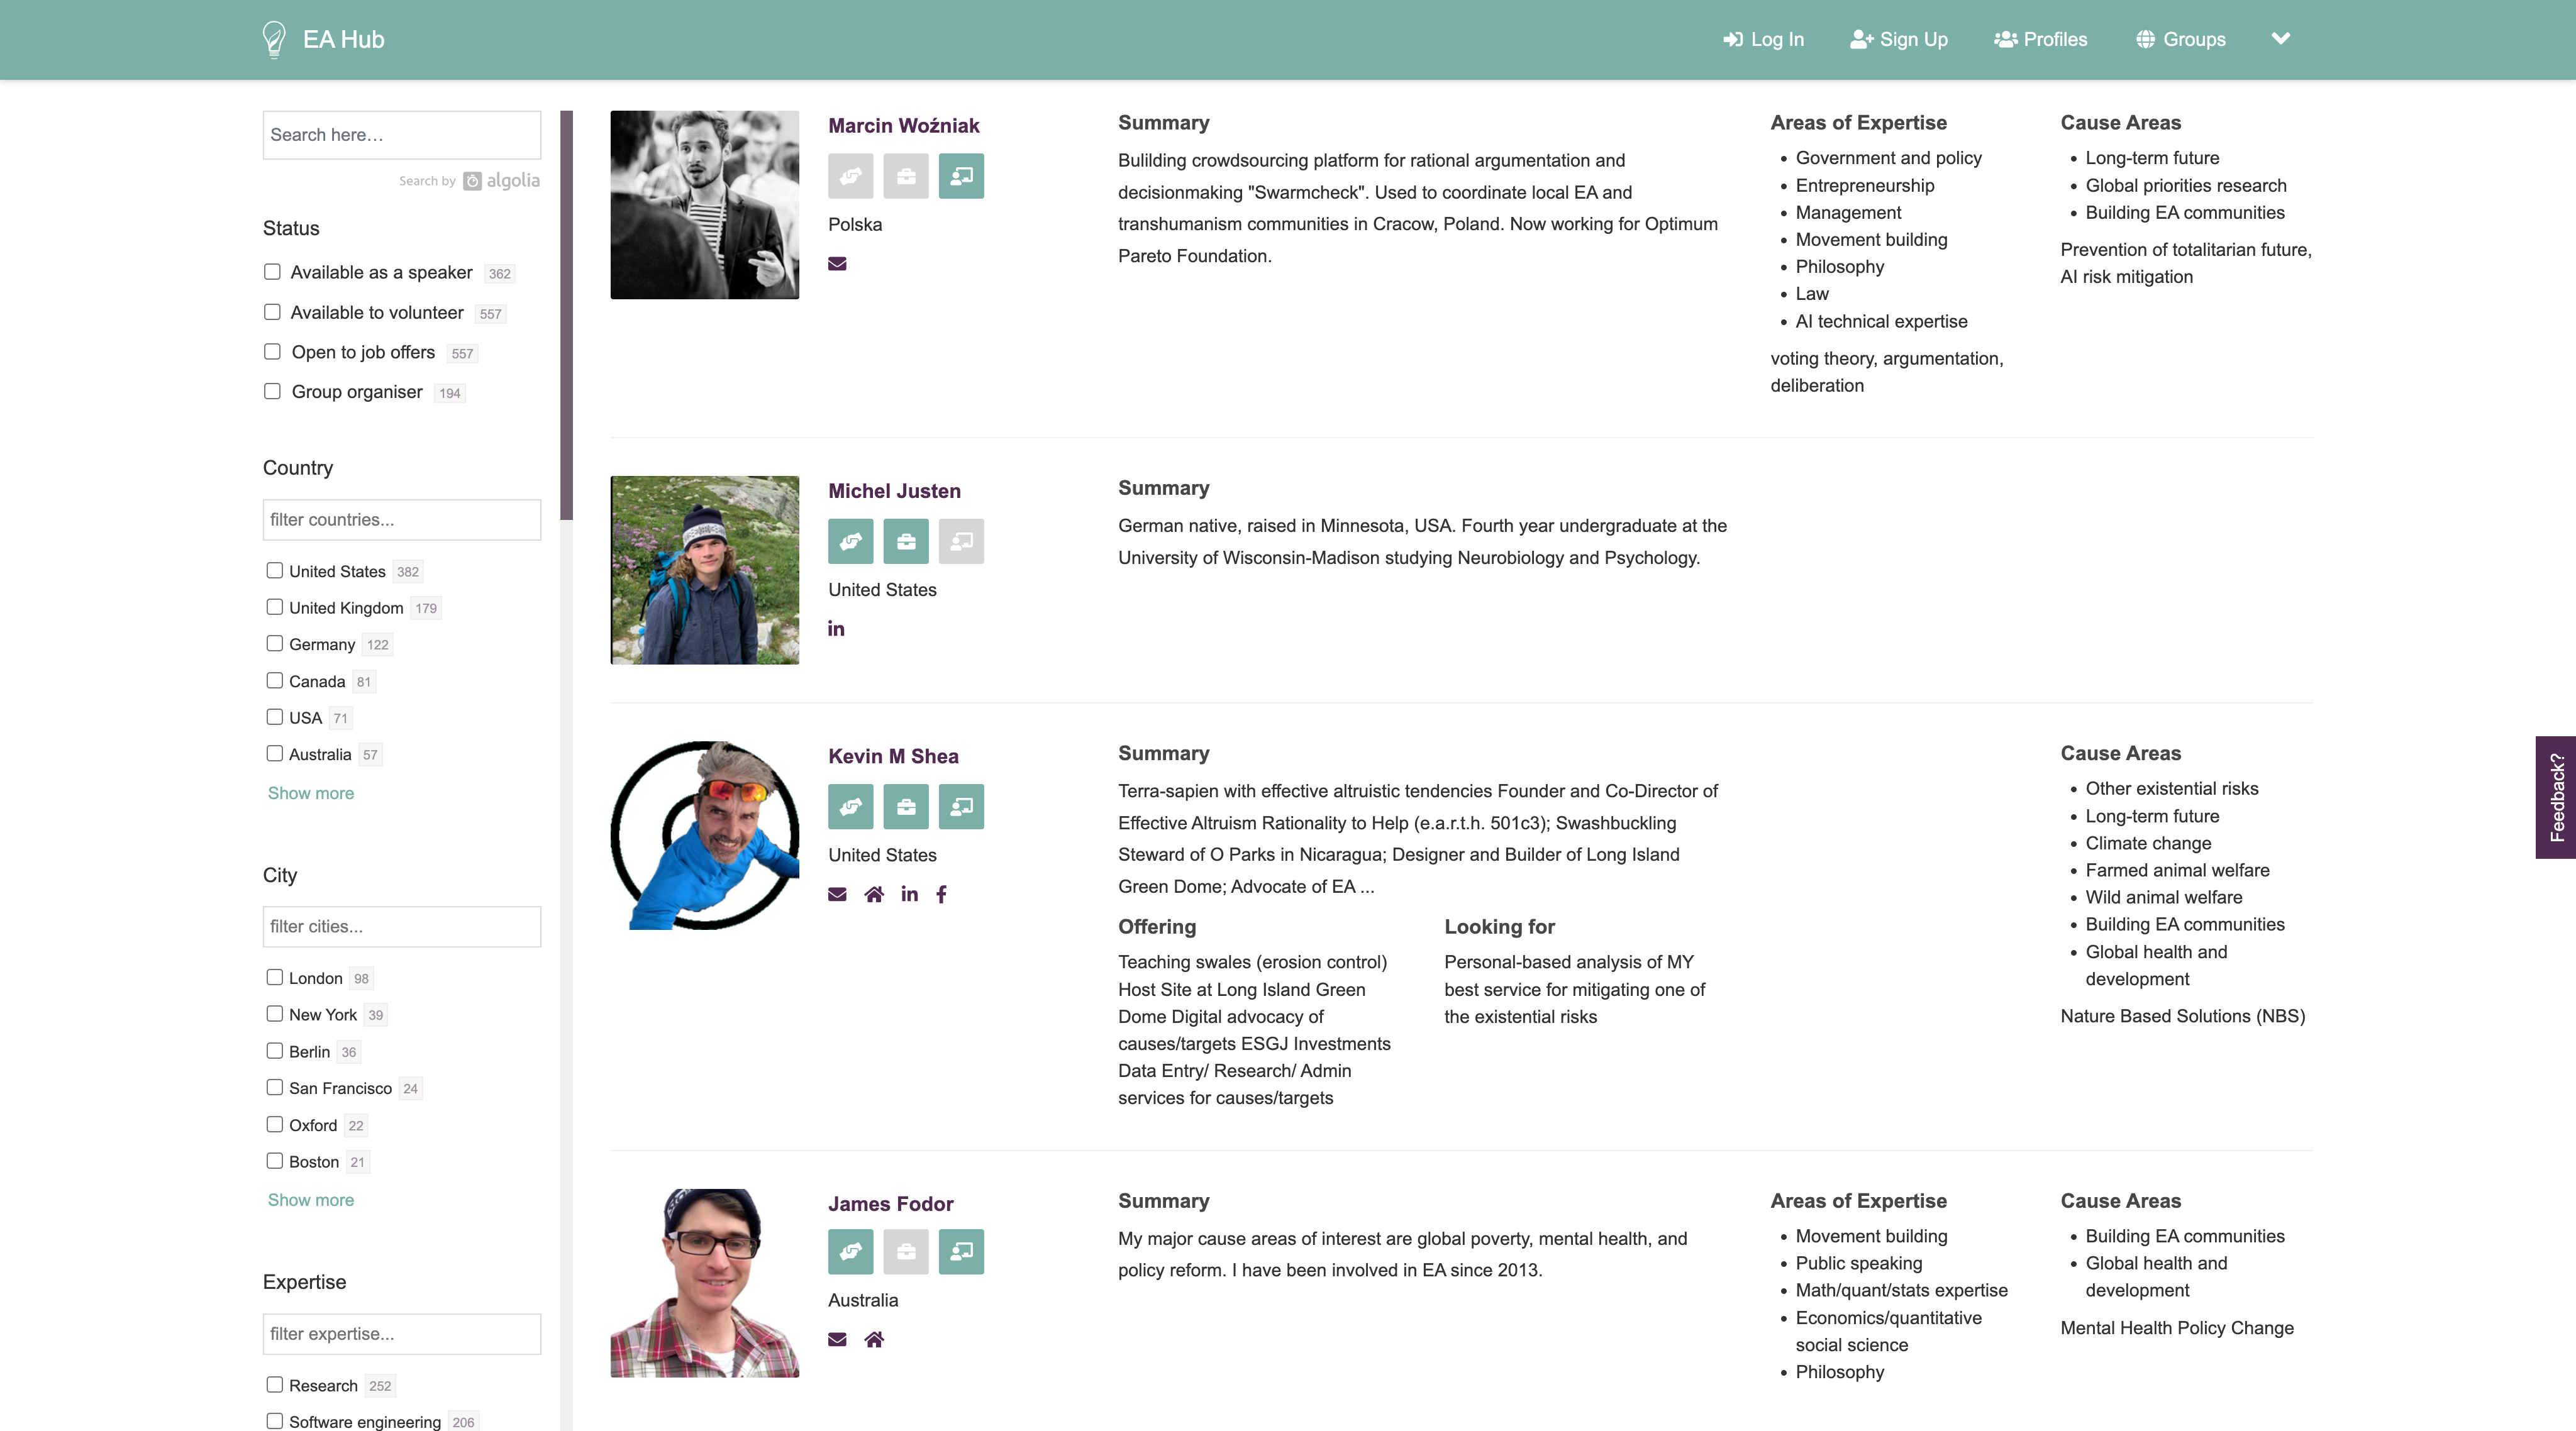 EA Hub
Log In
Sign Up
Profiles
Groups
Search here…
Search by algolia
Status
Available as a speaker 362
Available to volunteer 557
Open to job offers 557
Group organiser 194
Country
filter countries...
United States 382
United Kingdom 179
Germany 122
Canada 81
USA 71
Australia 57
Show more
City
filter cities...
London 98
New York 39
Berlin 36
San Francisco 24
Oxford 22
Boston 21
Show more
Expertise
filter expertise...
Research 252
Software engineering 206
Marcin Woźniak
Polska
Summary
Bulilding crowdsourcing platform for rational argumentation and
decisionmaking "Swarmcheck". Used to coordinate local EA and
transhumanism communities in Cracow, Poland. Now working for Optimum
Pareto Foundation.
Areas of Expertise
Government and policy
Entrepreneurship
Management
Movement building
Philosophy
Law
AI technical expertise
voting theory, argumentation,
deliberation
Cause Areas
Long-term future
Global priorities research
Building EA communities
Prevention of totalitarian future,
AI risk mitigation
Michel Justen
United States
in
Summary
German native, raised in Minnesota, USA. Fourth year undergraduate at the
University of Wisconsin-Madison studying Neurobiology and Psychology.
Kevin M Shea
United States
in f
Summary
Terra-sapien with effective altruistic tendencies Founder and Co-Director of
Effective Altruism Rationality to Help (e.a.r.t.h. 501c3); Swashbuckling
Steward of O Parks in Nicaragua; Designer and Builder of Long Island
Green Dome; Advocate of EA ...
Offering
Teaching swales (erosion control)
Host Site at Long Island Green
Dome Digital advocacy of
causes/targets ESGJ Investments
Data Entry/ Research/ Admin
services for causes/targets
Looking for
Personal-based analysis of MY
best service for mitigating one of
the existential risks
Cause Areas
Other existential risks
Long-term future
Climate change
Farmed animal welfare
Wild animal welfare
Building EA communities
Global health and
development
Nature Based Solutions (NBS)
James Fodor
Australia
Summary
My major cause areas of interest are global poverty, mental health, and
policy reform. I have been involved in EA since 2013.
Areas of Expertise
Movement building
Public speaking
Math/quant/stats expertise
Economics/quantitative
social science
Philosophy
Cause Areas
Building EA communities
Global health and
development
Mental Health Policy Change
Feedback?